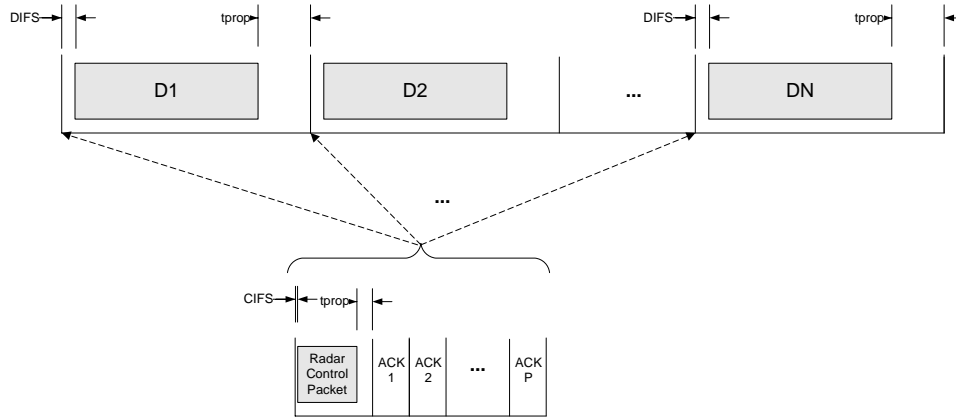 DIFS
tprop
DIFS
tprop
D1
D2
...
DN
...
CIFS
tprop
Radar
Control
Packet
ACK
1
ACK
2
...
ACK
P